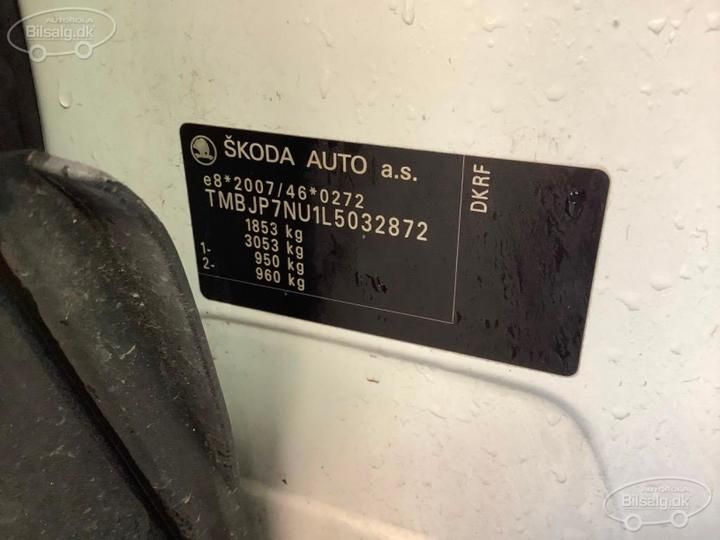 AUTOROLA
Bilsalg.dk
ŠKODA AUTO a.s.
e8*2007/46*0272
TMBJP7NU1L5032872
1853 kg
1- 3053 kg
2- 950 kg
960 kg
DKRF
AUTOROLA
Bilsalg.dk